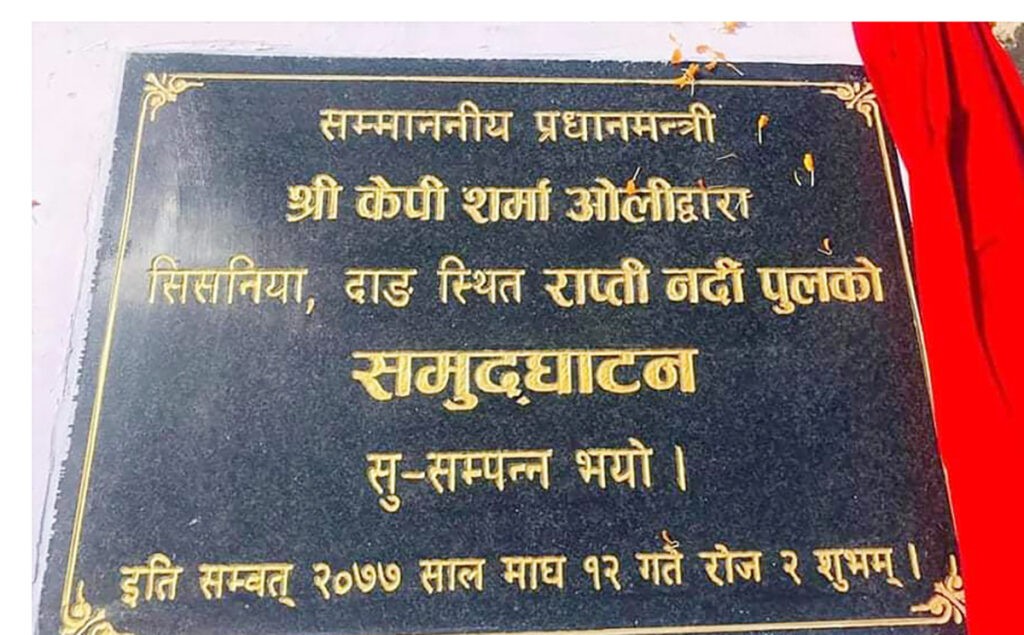 सम्माननीय प्रधानमन्त्री
श्री केपी शर्मा ओलीद्वारा
सिसनिया, दाङ स्थित राप्ती नदी पुलको
समुद्घाटन
सु-सम्पन्न भयो ।
इति सम्वत् २०७७ साल माघ १२ गते रोज २ शुभम् ।